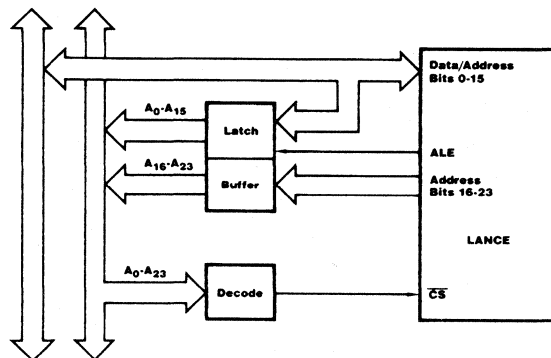 Data/Address
Bits 0-15
A0-A15
Latch
ALE
A16-A23
Buffer
Address
Bits 16-23
LANCE
A0-A23
Decode
CS